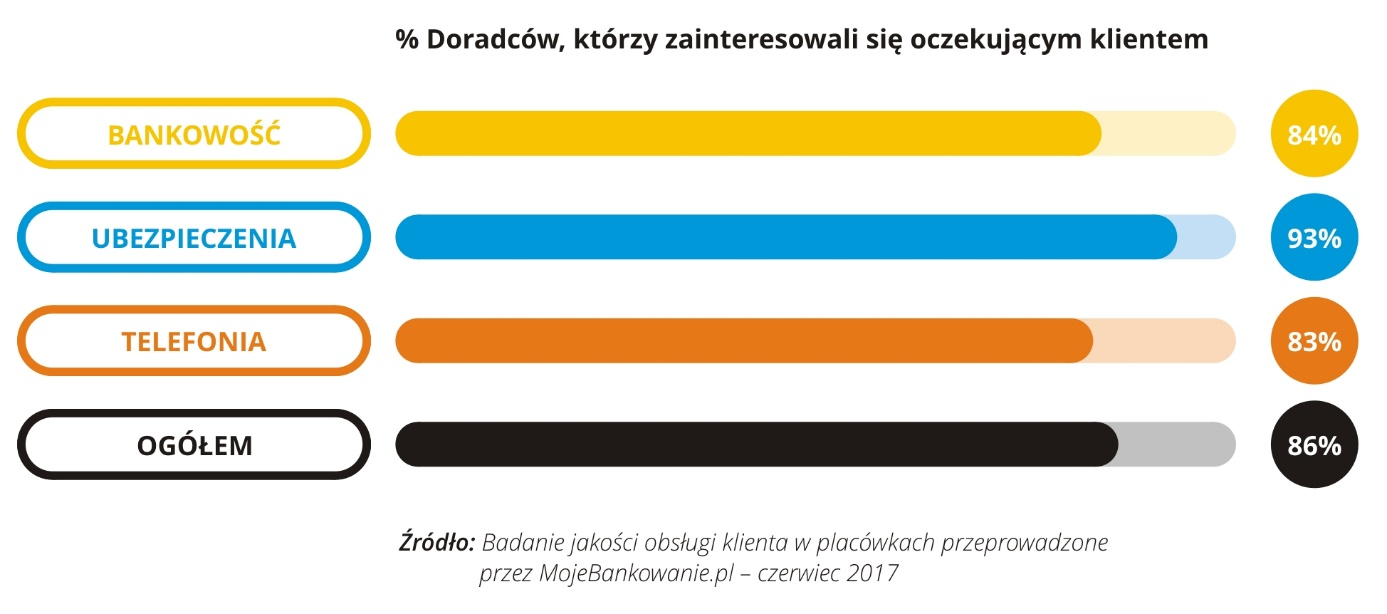 % Doradców, którzy zainteresowali się oczekującym klientem
BANKOWOŚĆ 84%
UBEZPIECZENIA 93%
TELEFONIA 83%
OGÓŁEM 86%
Źródło: Badanie jakości obsługi klienta w placówkach przeprowadzone
przez MojeBankowanie.pl – czerwiec 2017